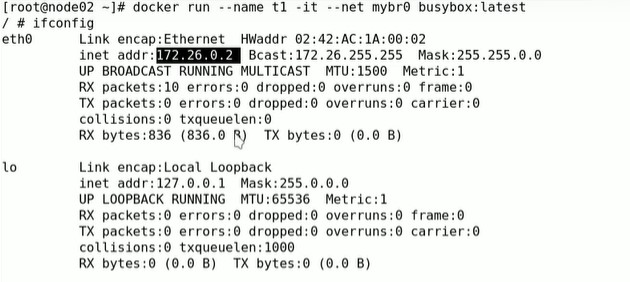 [root@node02 ~]# docker run --name t1 -it --net mybr0 busybox:latest
/ # ifconfig
eth0      Link encap:Ethernet  HWaddr 02:42:AC:1A:00:02
          inet addr:172.26.0.2  Bcast:172.26.255.255  Mask:255.255.0.0
          UP BROADCAST RUNNING MULTICAST  MTU:1500  Metric:1
          RX packets:10 errors:0 dropped:0 overruns:0 frame:0
          TX packets:0 errors:0 dropped:0 overruns:0 carrier:0
          collisions:0 txqueuelen:0
          RX bytes:836 (836.0 B)  TX bytes:0 (0.0 B)
lo        Link encap:Local Loopback
          inet addr:127.0.0.1  Mask:255.0.0.0
          UP LOOPBACK RUNNING  MTU:65536  Metric:1
          RX packets:0 errors:0 dropped:0 overruns:0 frame:0
          TX packets:0 errors:0 dropped:0 overruns:0 carrier:0
          collisions:0 txqueuelen:1000
          RX bytes:0 (0.0 B)  TX bytes:0 (0.0 B)